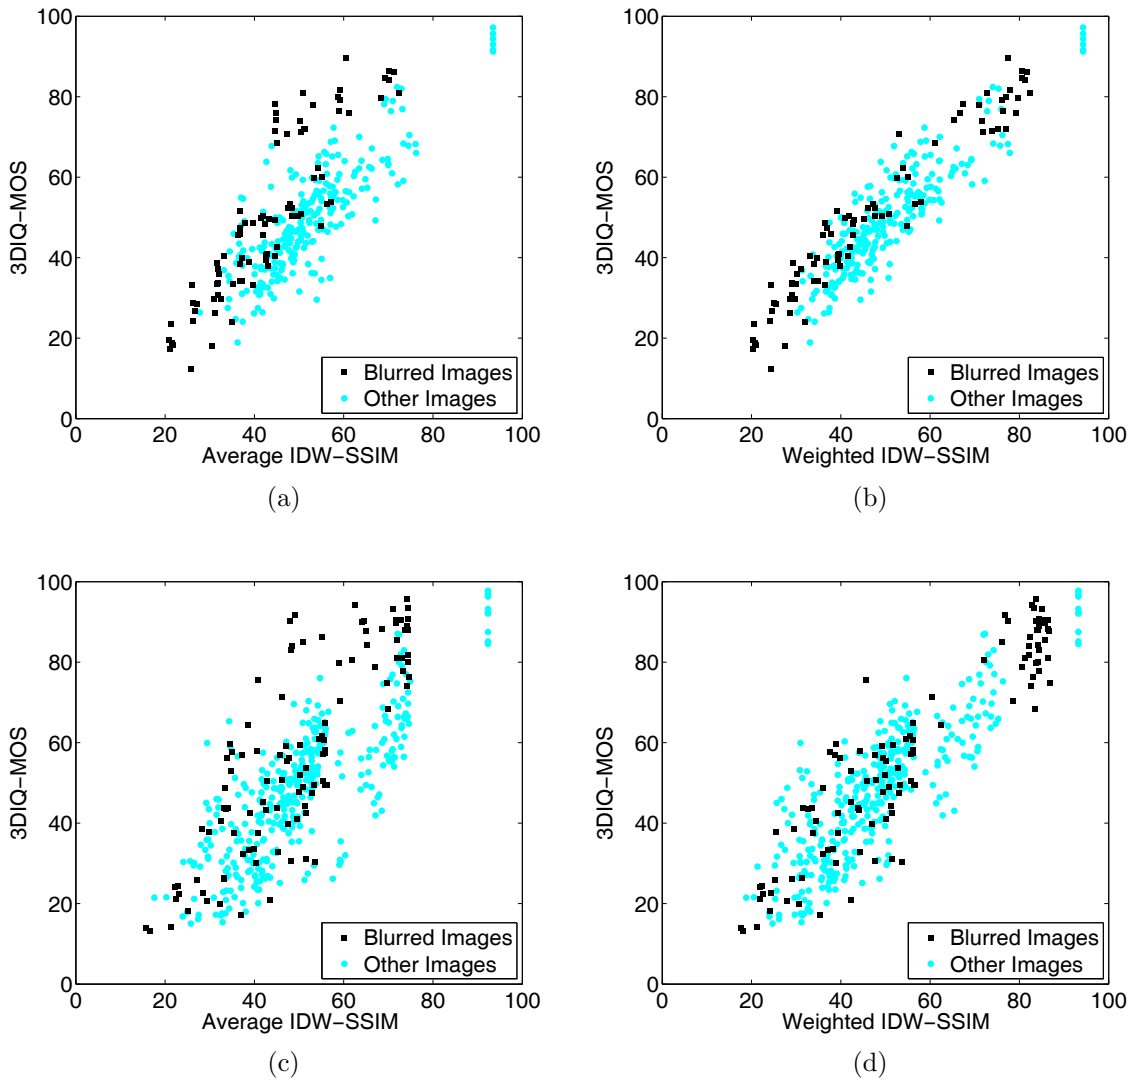 100
80
60
40
20
0
3DIQ−MOS
Blurred Images
Other Images
0 20 40 60 80 100
Average IDW−SSIM
(a)
100
80
60
40
20
0
3DIQ−MOS
Blurred Images
Other Images
0 20 40 60 80 100
Weighted IDW−SSIM
(b)
100
80
60
40
20
0
3DIQ−MOS
Blurred Images
Other Images
0 20 40 60 80 100
Average IDW−SSIM
(c)
100
80
60
40
20
0
3DIQ−MOS
Blurred Images
Other Images
0 20 40 60 80 100
Weighted IDW−SSIM
(d)